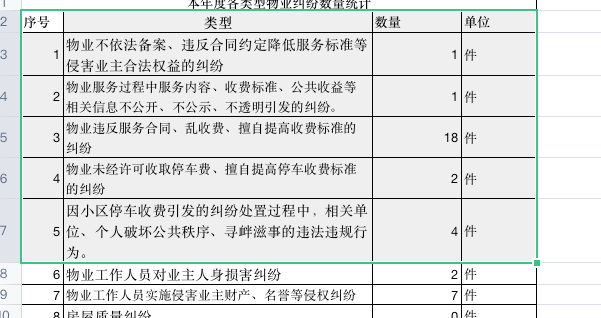 本年度各类型物业纠纷数量统计
2 序号 类型 数量 单位
3 1 物业不依法备案、违反合同约定降低服务标准等 1 件
侵害业主合法权益的纠纷
4 2 物业服务过程中服务内容、收费标准、公共收益等 1 件
相关信息不公开、不公示、不透明引发的纠纷。
5 3 物业违反服务合同、乱收费、擅自提高收费标准的 18 件
纠纷
6 4 物业未经许可收取停车费、擅自提高停车收费标准 2 件
的纠纷
因小区停车收费引发的纠纷处置过程中，相关单
7 5 位、个人破坏公共秩序、寻衅滋事的违法违规行 4 件
为。
8 6 物业工作人员对业主人身损害纠纷 2 件
9 7 物业工作人员实施侵害业主财产、名誉等侵权纠纷 7 件
10 8 房屋质量纠纷 0 件